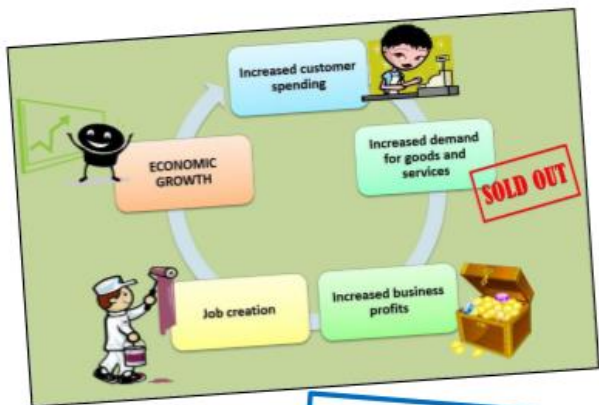 Increased customer
spending
Increased demand
for goods and
services
SOLD OUT
Increased business
profits
Job creation
ECONOMIC
GROWTH